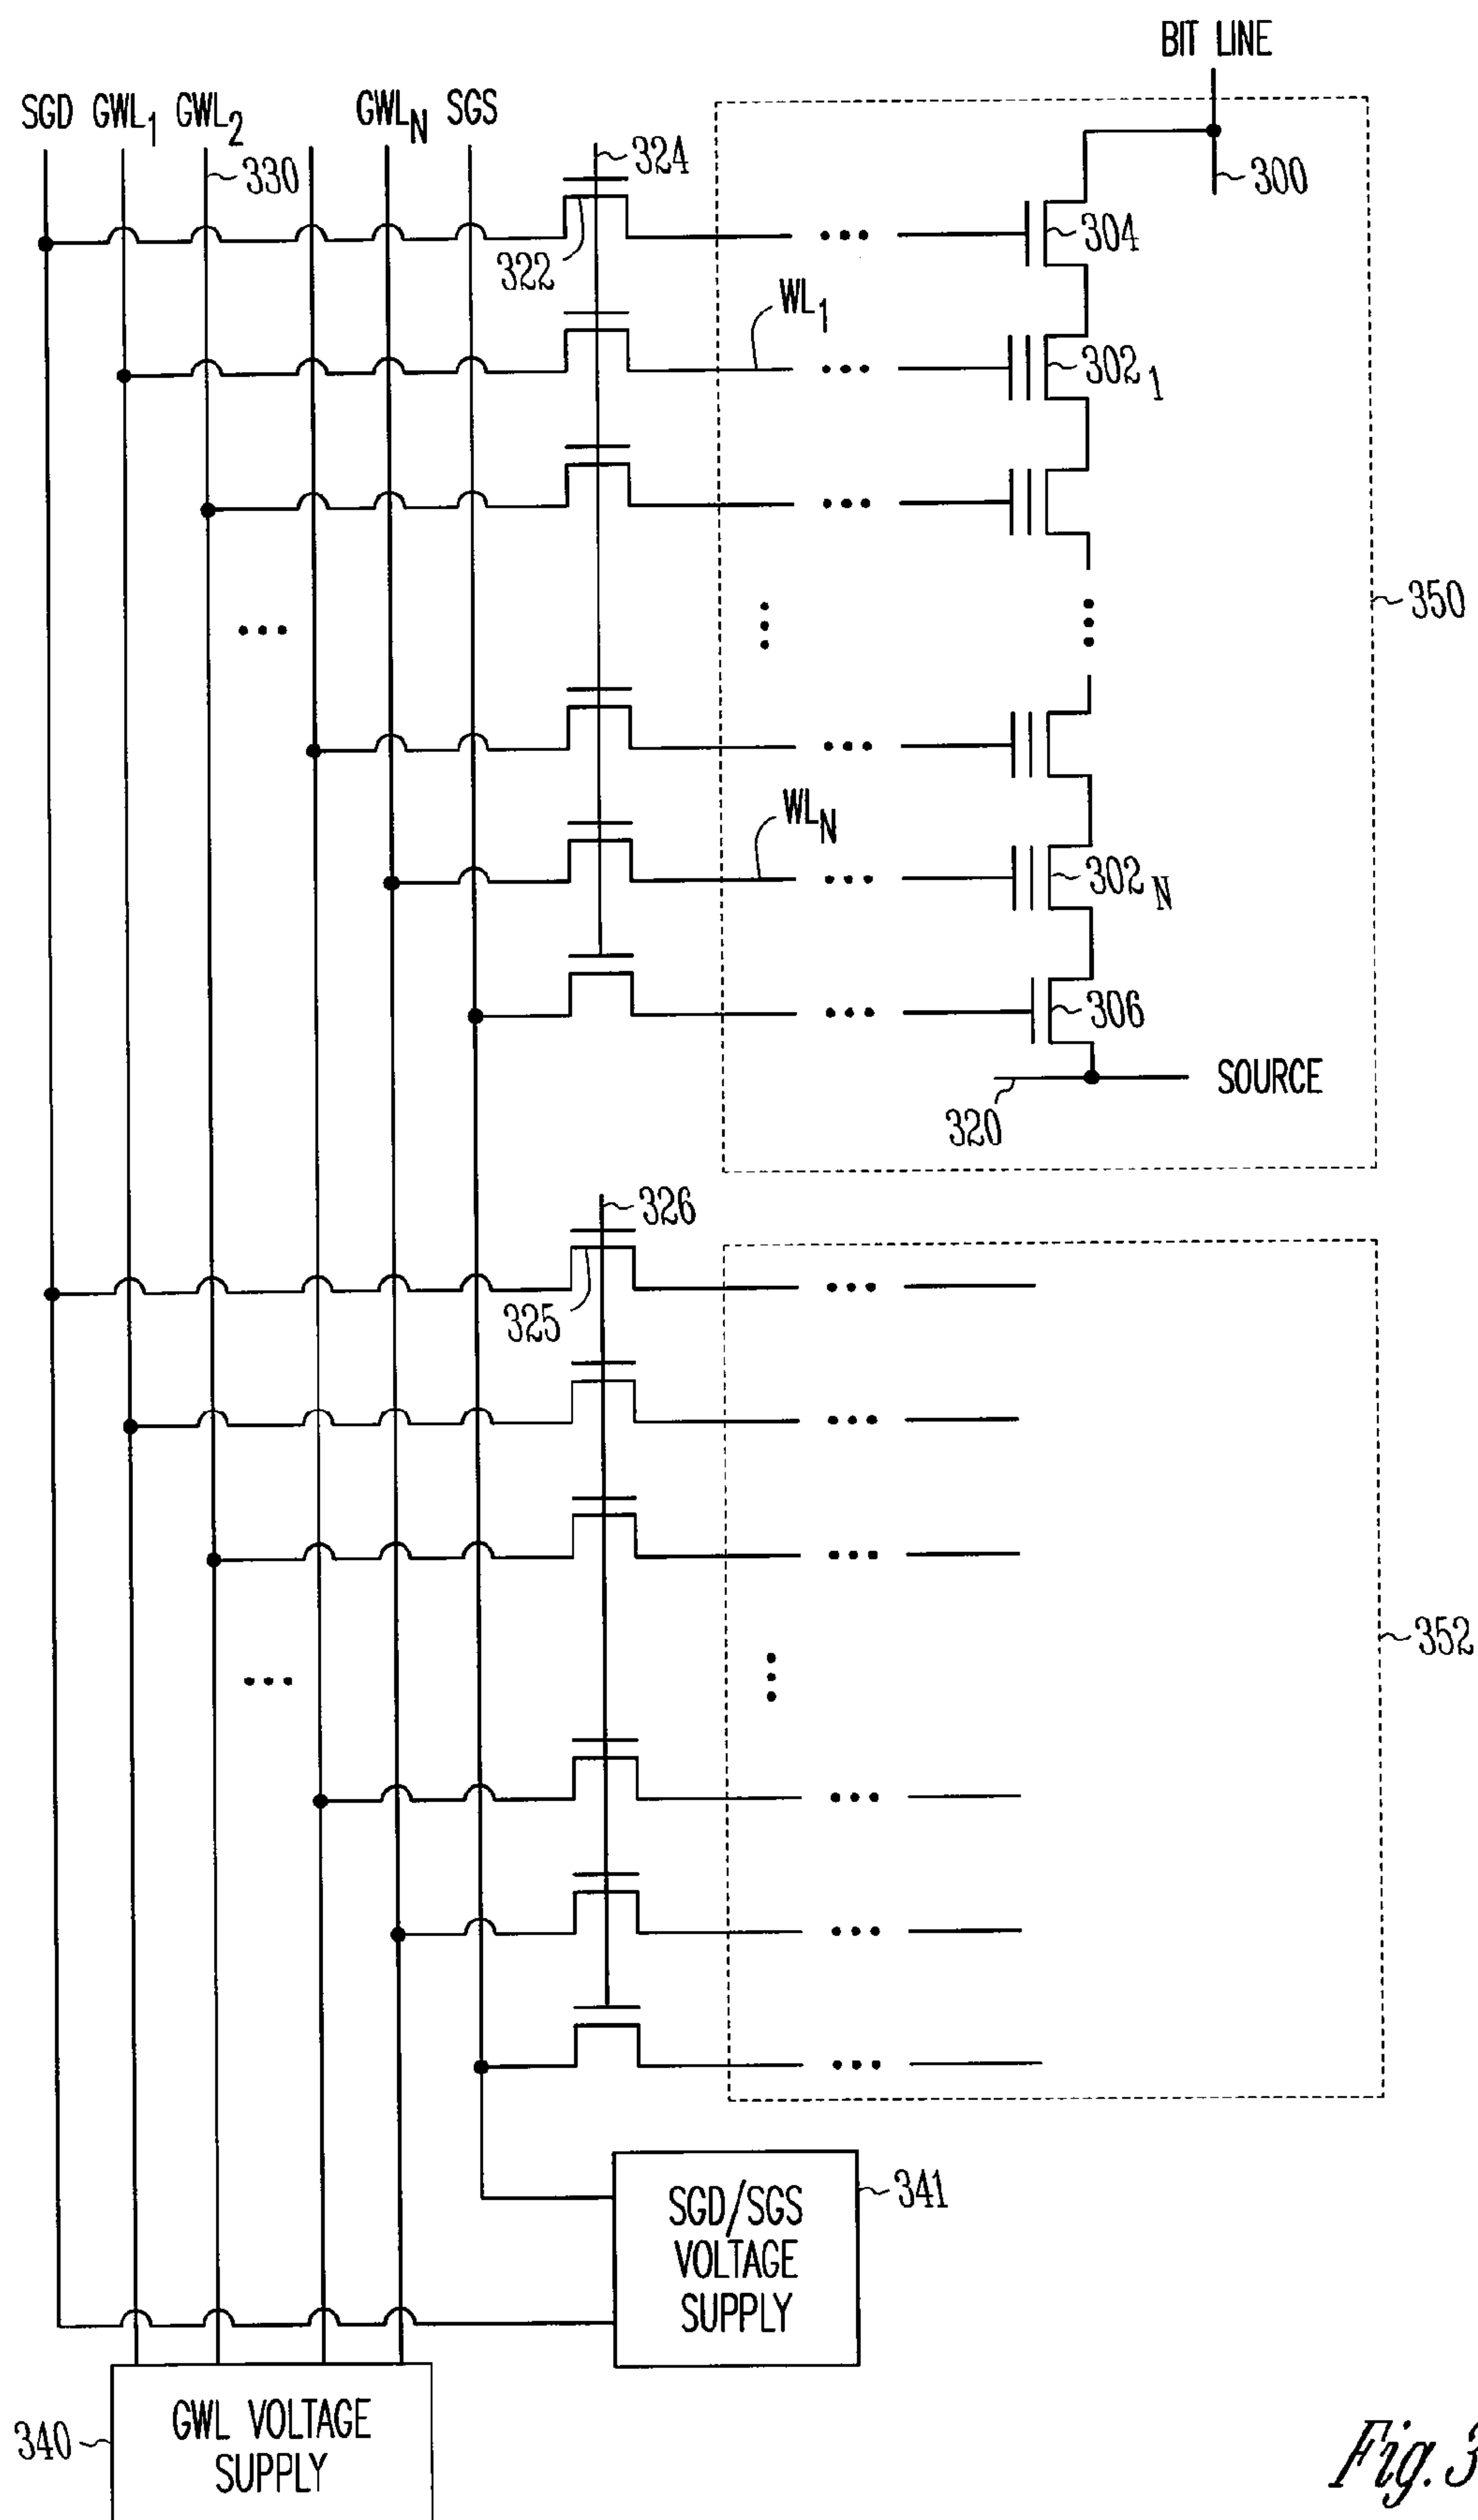 BIT LINE
SGD GWL1 GWL2 GWLN SGS
330
324
300
322
304
WL1
3021
350
WLN
302N
306
SOURCE
320
326
325
352
SGD/SGS
VOLTAGE
SUPPLY
341
GWL VOLTAGE
SUPPLY
340
Fig. 3